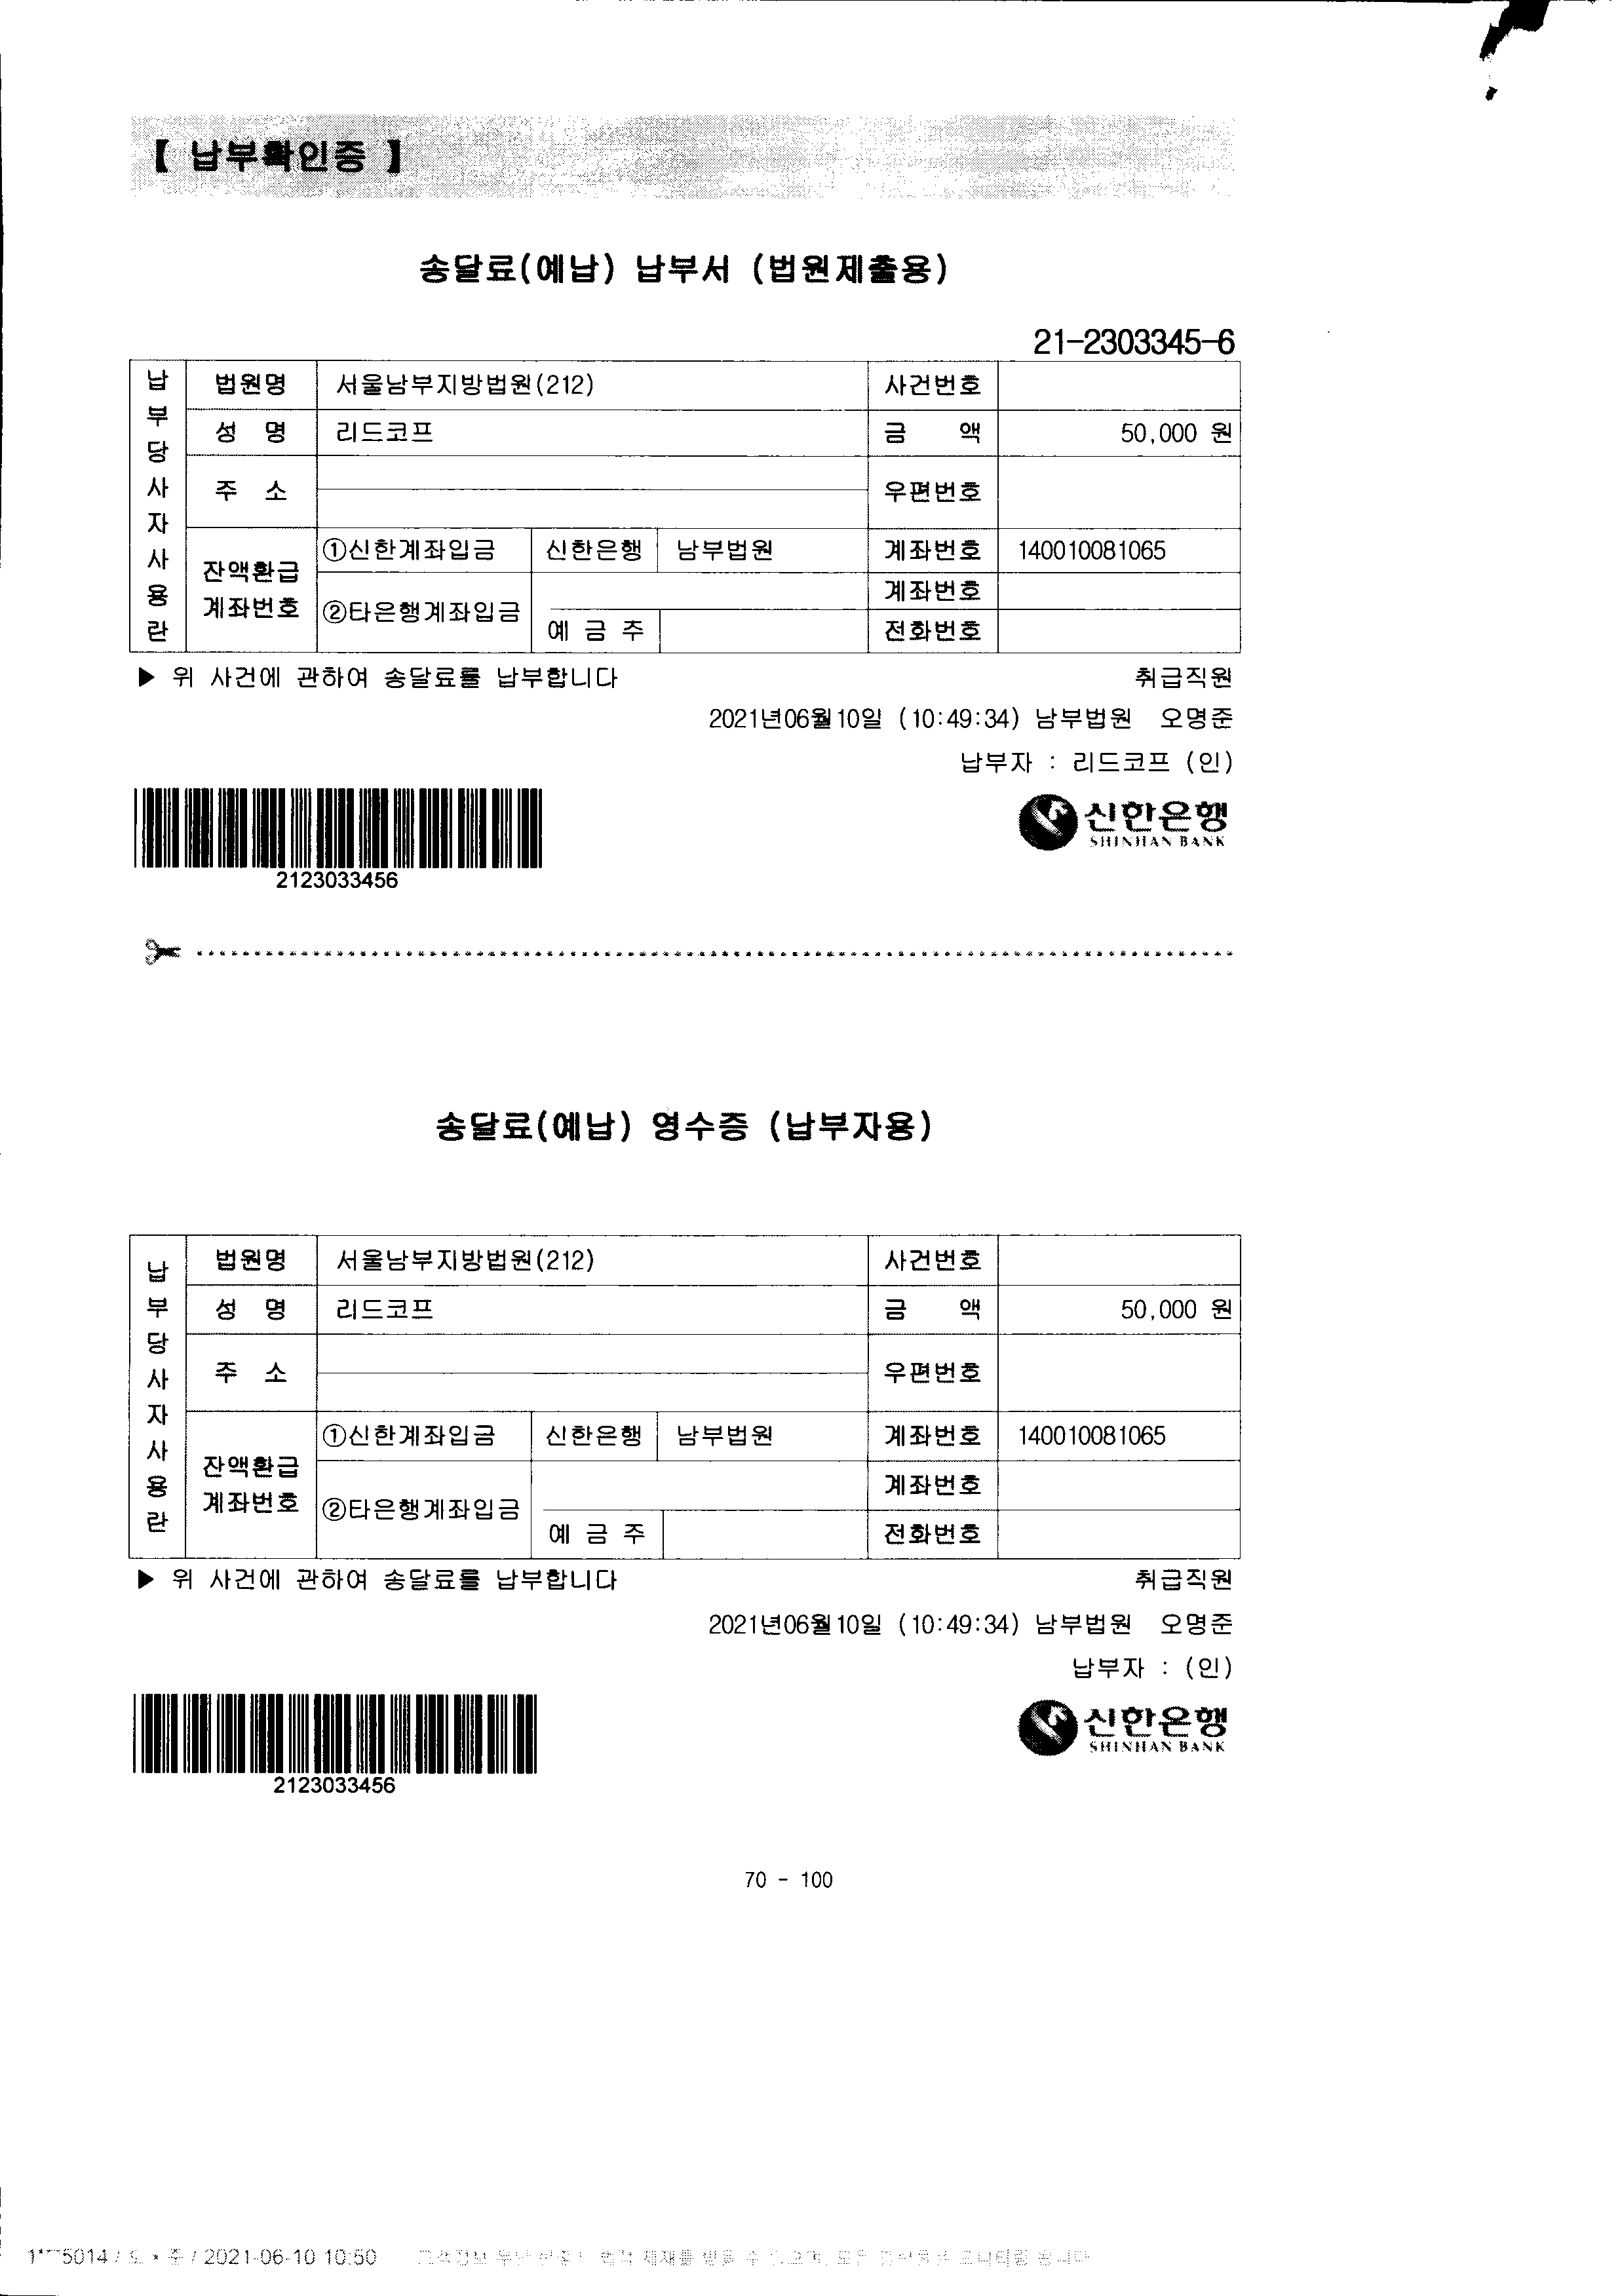 【 납부확인증 】
송달료(예납) 납부서 (법원제출용)
21-2303345-6
납부당사자사용란
법원명 서울남부지방법원(212) 사건번호
성 명 리드코프 금 액 50,000 원
주 소 우편번호
잔액환급 계좌번호
①신한계좌입금 신한은행 남부법원 계좌번호 140010081065
②타은행계좌입금 계좌번호
예 금 주 전화번호
▶ 위 사건에 관하여 송달료를 납부합니다 취급직원
2021년06월10일 (10:49:34) 남부법원 오명준
납부자 : 리드코프 (인)
신한은행
SHINHAN BANK
2123033456
송달료(예납) 영수증 (납부자용)
납부당사자사용란
법원명 서울남부지방법원(212) 사건번호
성 명 리드코프 금 액 50,000 원
주 소 우편번호
잔액환급 계좌번호
①신한계좌입금 신한은행 남부법원 계좌번호 140010081065
②타은행계좌입금 계좌번호
예 금 주 전화번호
▶ 위 사건에 관하여 송달료를 납부합니다 취급직원
2021년06월10일 (10:49:34) 남부법원 오명준
납부자 : (인)
신한은행
SHINHAN BANK
2123033456
70 - 100
5014 / 오 * 준 / 2021-06-10 10:50